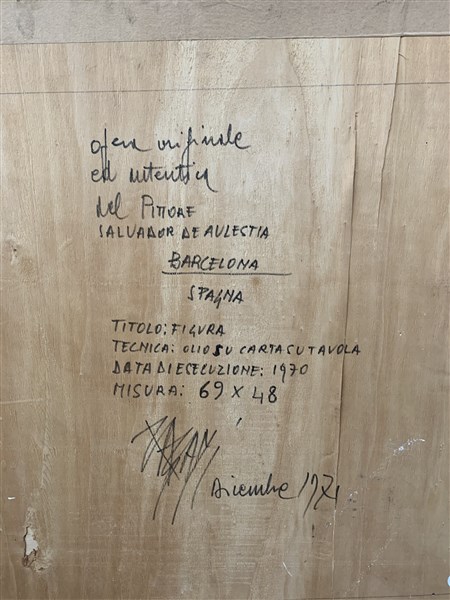 opera originale
ed autentica
del PITTORE
SALVADOR DE AULESTIA
BARCELONA
SPAGNA
TITOLO: FIGURA
TECNICA: OLIO SU CARTA SU TAVOLA
DATA DI ESECUZIONE: 1970
MISURA: 69 X 48
Dicembre 1971